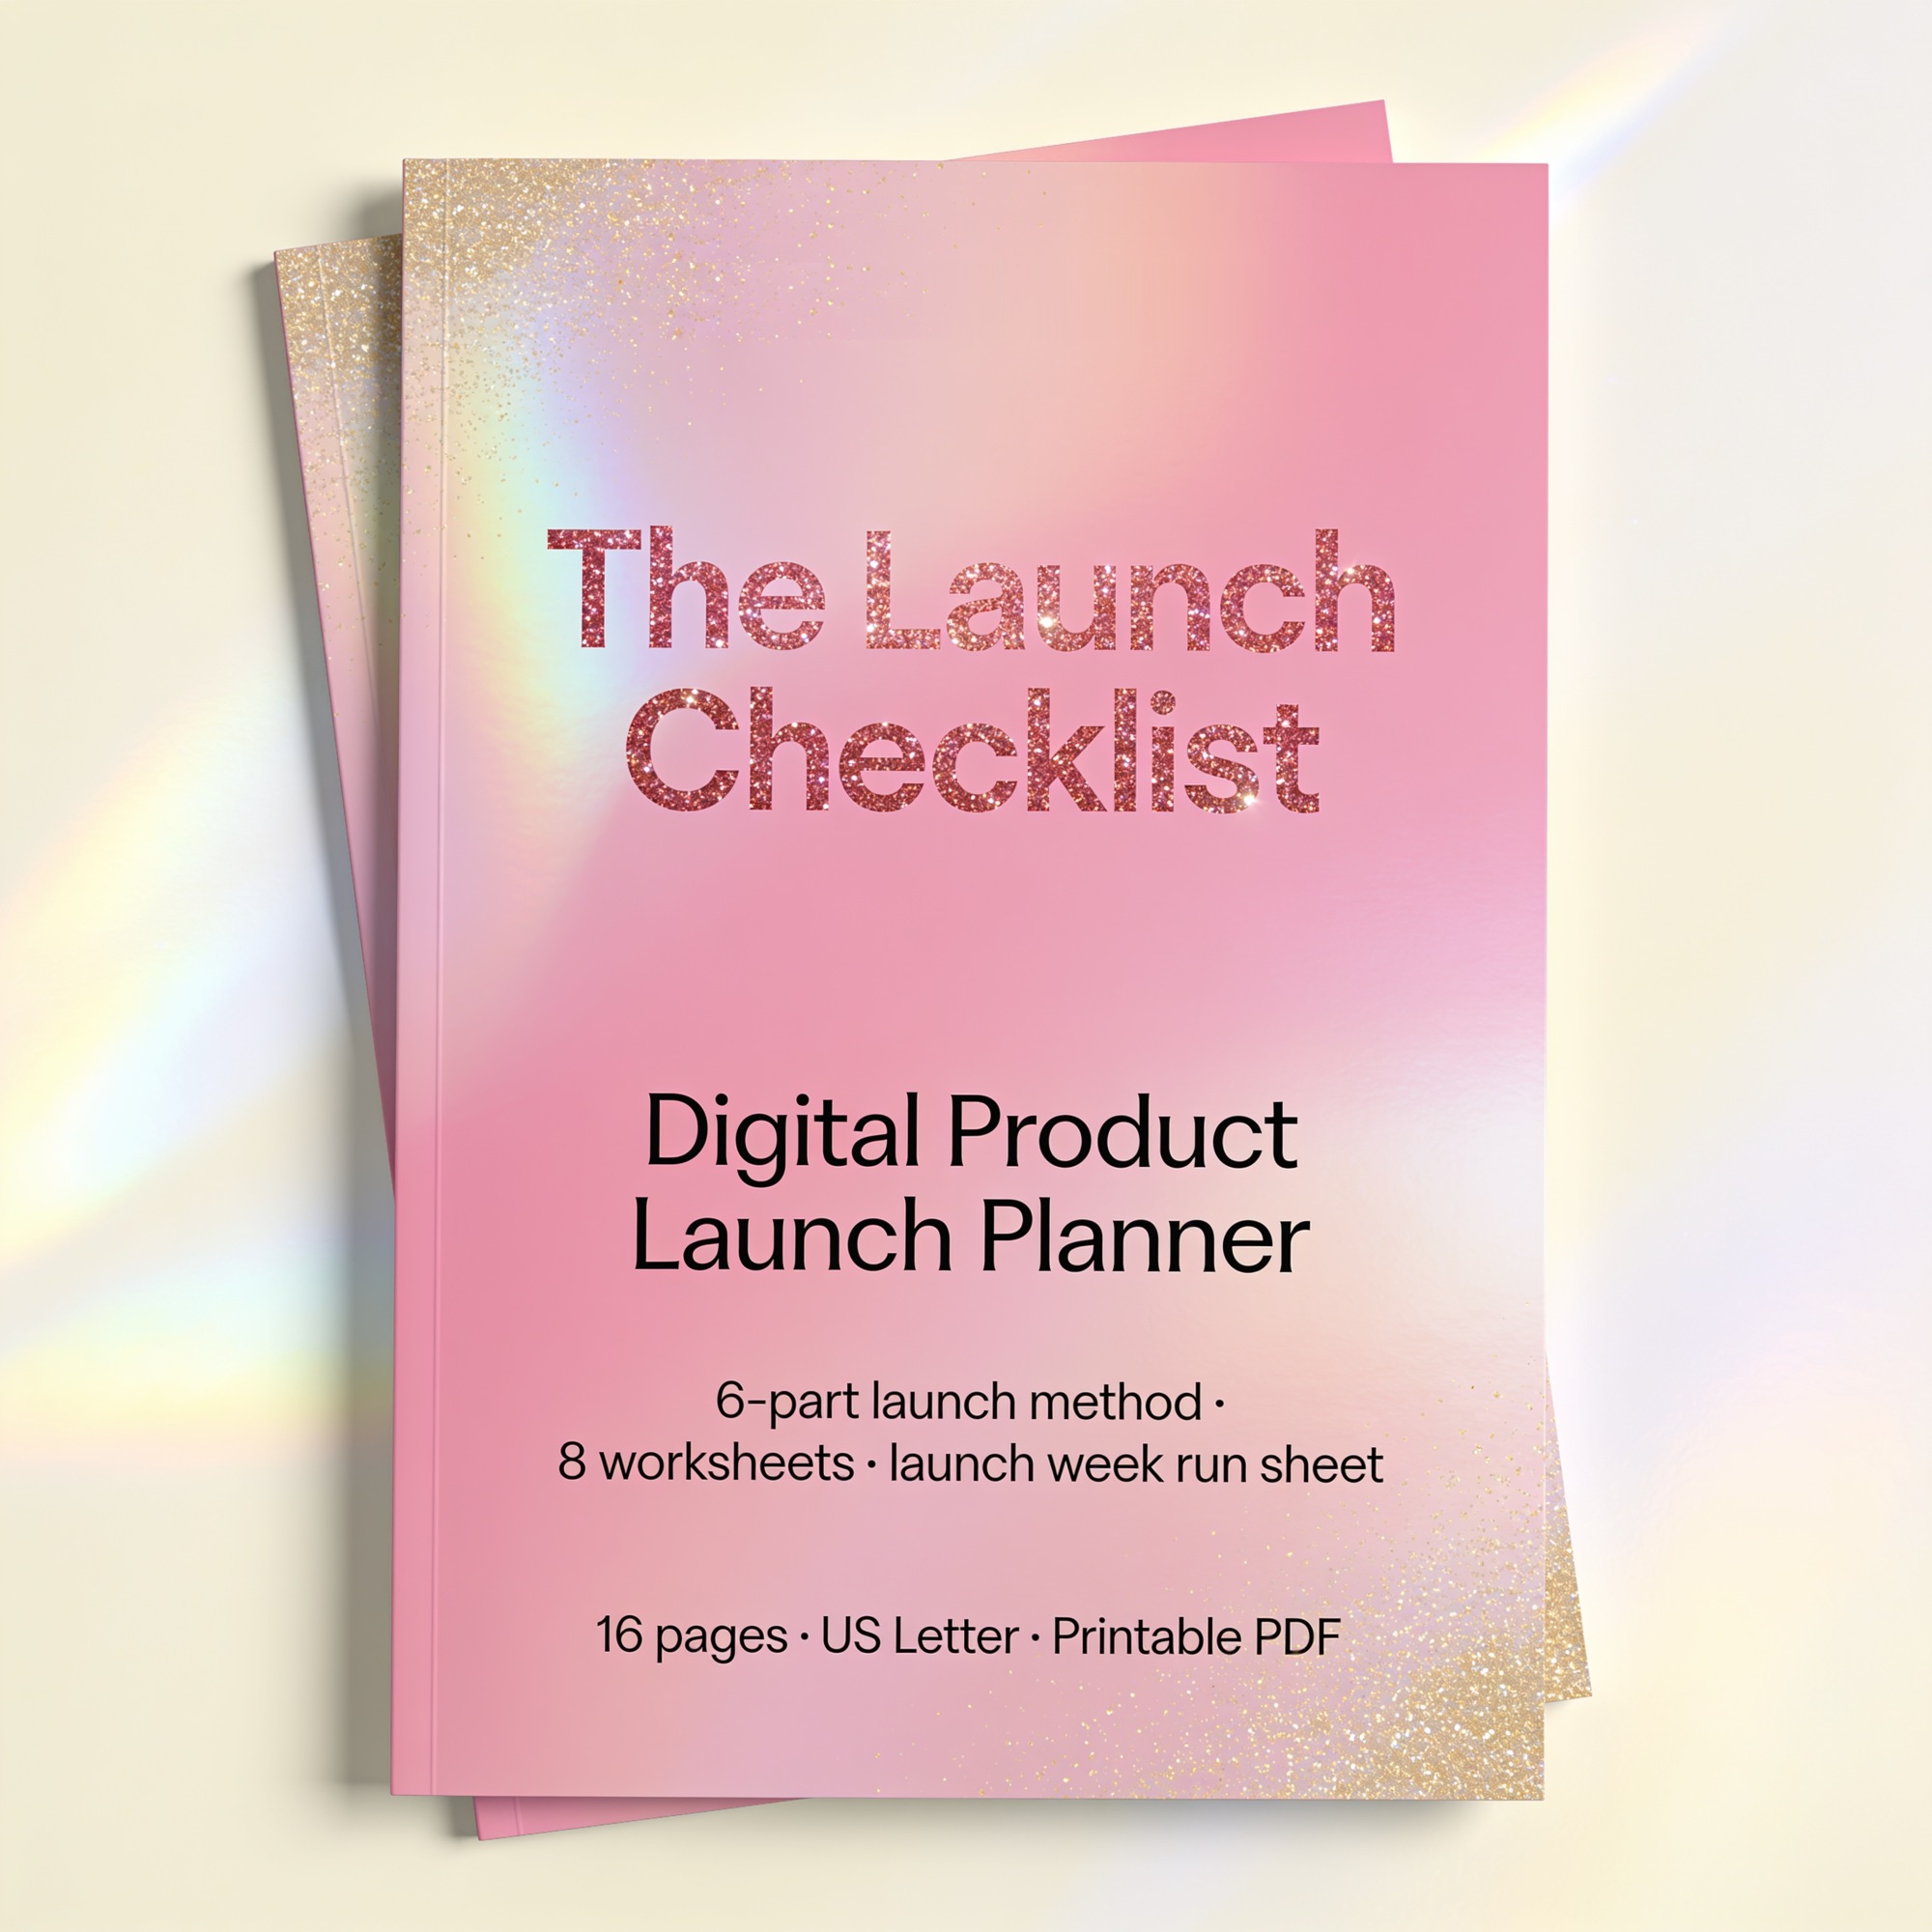 The Launch
Checklist
Digital Product
Launch Planner
6-part launch method ·
8 worksheets · launch week run sheet
16 pages · US Letter · Printable PDF